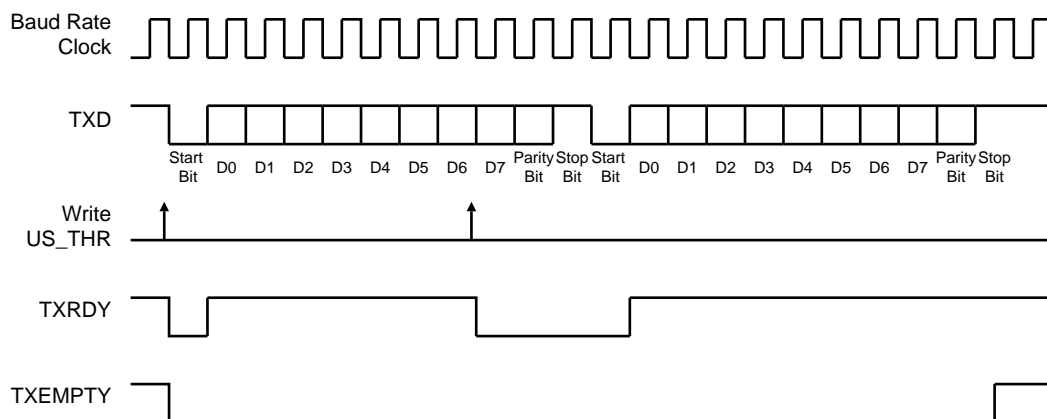 Baud Rate
Clock
TXD
Start
Bit D0 D1 D2 D3 D4 D5 D6 D7 Parity
Bit Stop
Bit Start
Bit D0 D1 D2 D3 D4 D5 D6 D7 Parity
Bit Stop
Bit
Write
US_THR
TXRDY
TXEMPTY